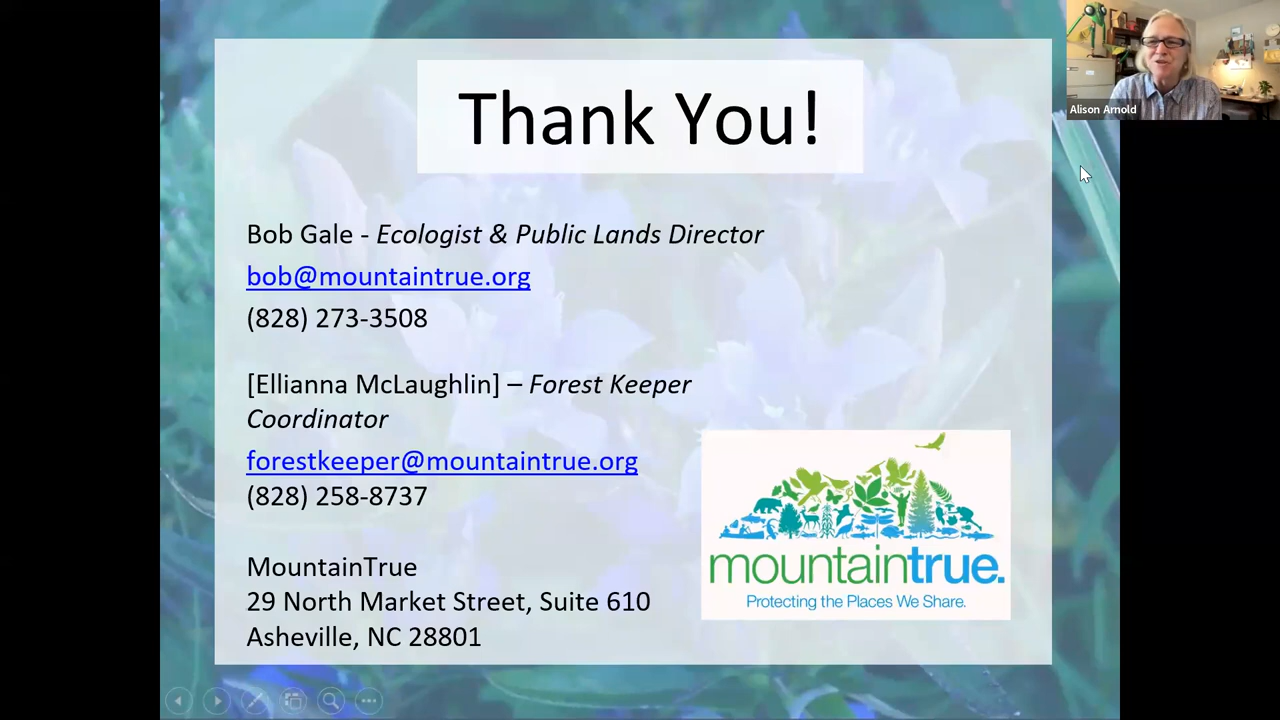 Thank You!
Alison Arnold
Bob Gale - Ecologist & Public Lands Director
bob@mountaintrue.org
(828) 273-3508
[Ellianna McLaughlin] – Forest Keeper
Coordinator
forestkeeper@mountaintrue.org
(828) 258-8737
MountainTrue
29 North Market Street, Suite 610
Asheville, NC 28801
mountaintrue.
Protecting the Places We Share.